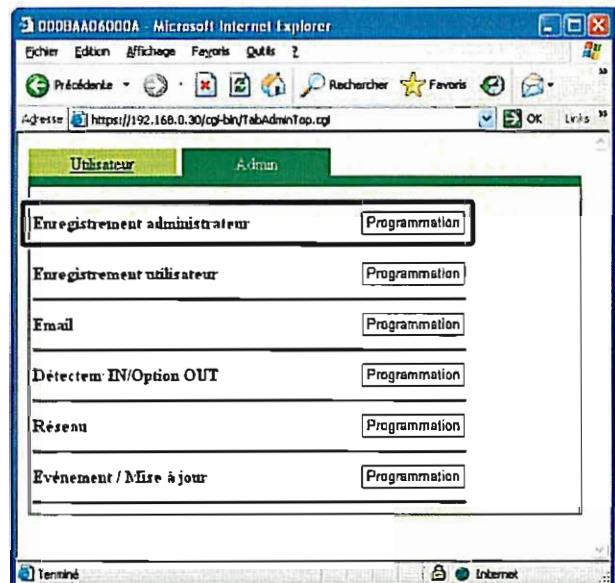 000BAA06000A - Microsoft Internet Explorer
Fichier Edition Affichage Favoris Outils ?
Précédente Rechercher Favoris
Adresse https://192.168.0.30/cgi-bin/TabAdminTop.cgi OK Links »
Utilisateur Admin
Enregistrement administrateur Programmation
Enregistrement utilisateur Programmation
Email Programmation
Détecteur IN/Option OUT Programmation
Réseau Programmation
Evénement / Mise à jour Programmation
Terminé Internet